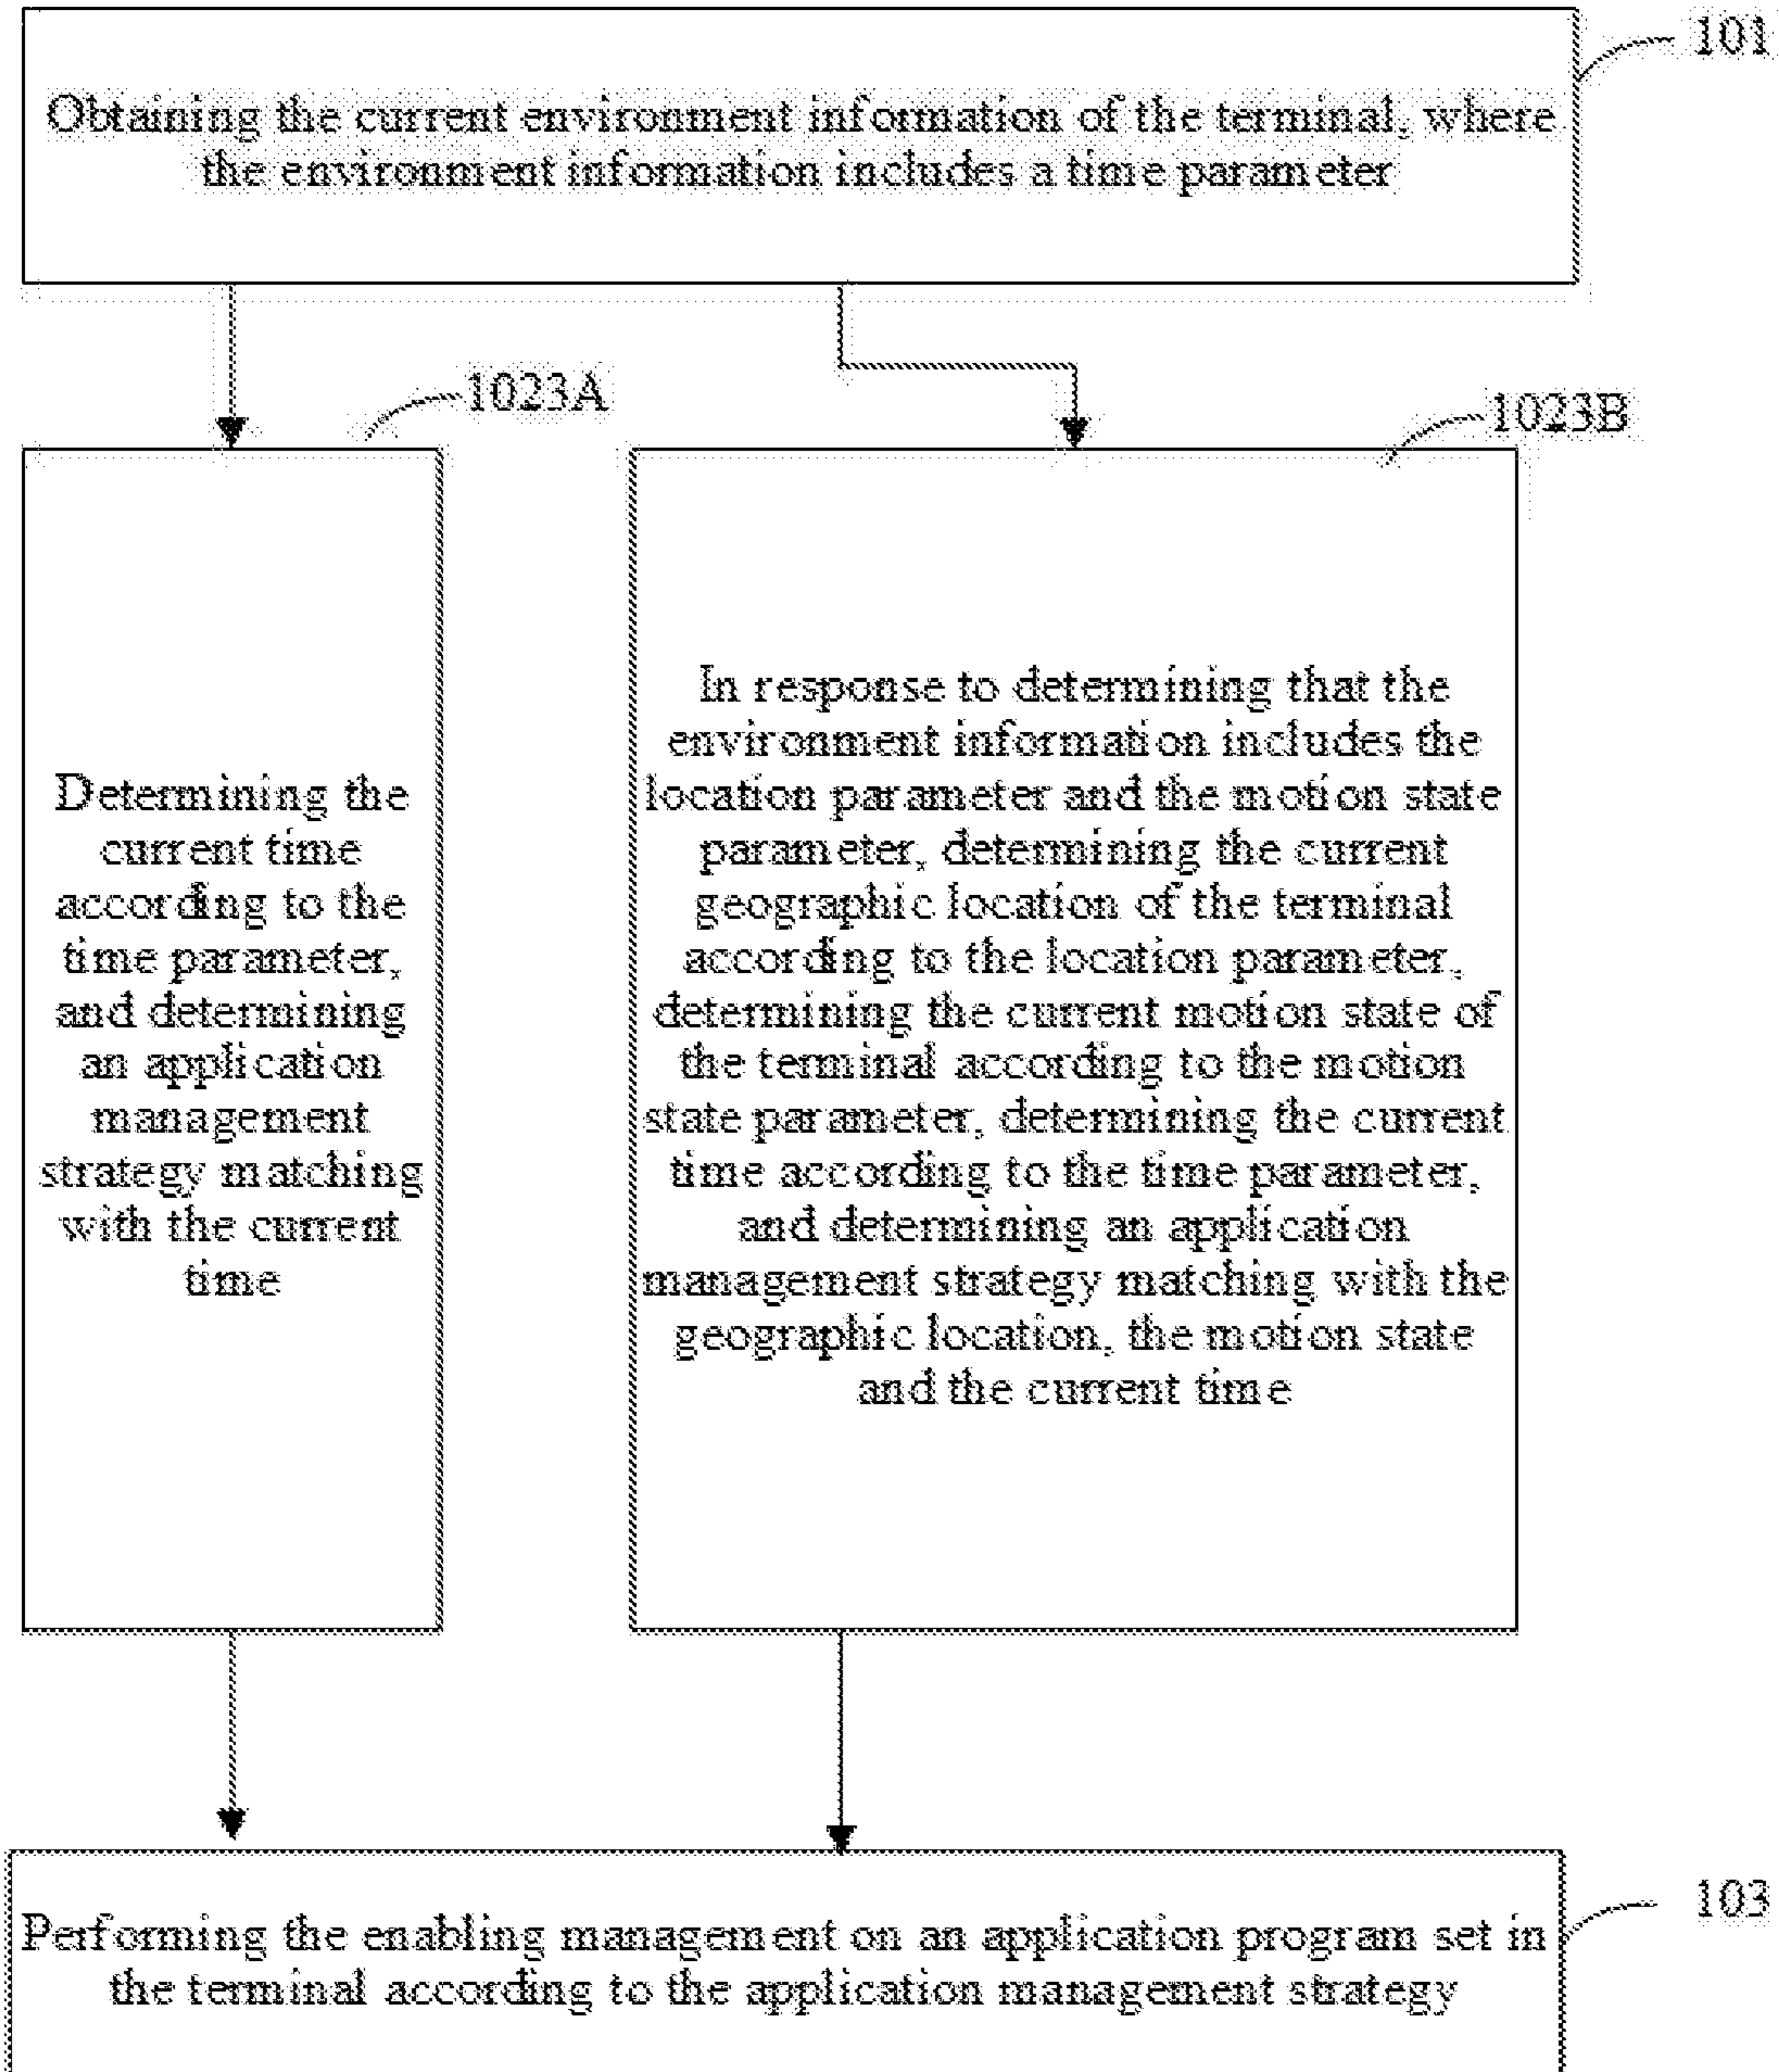 101
Obtaining the current environment information of the terminal, where
the environment information includes a time parameter
1023A
1023B
Determining the
current time
according to the
time parameter,
and determining
an application
management
strategy matching
with the current
time
In response to determining that the
environment information includes the
location parameter and the motion state
parameter, determining the current
geographic location of the terminal
according to the location parameter,
determining the current motion state of
the terminal according to the motion
state parameter, determining the current
time according to the time parameter,
and determining an application
management strategy matching with the
geographic location, the motion state
and the current time
103
Performing the enabling management on an application program set in
the terminal according to the application management strategy